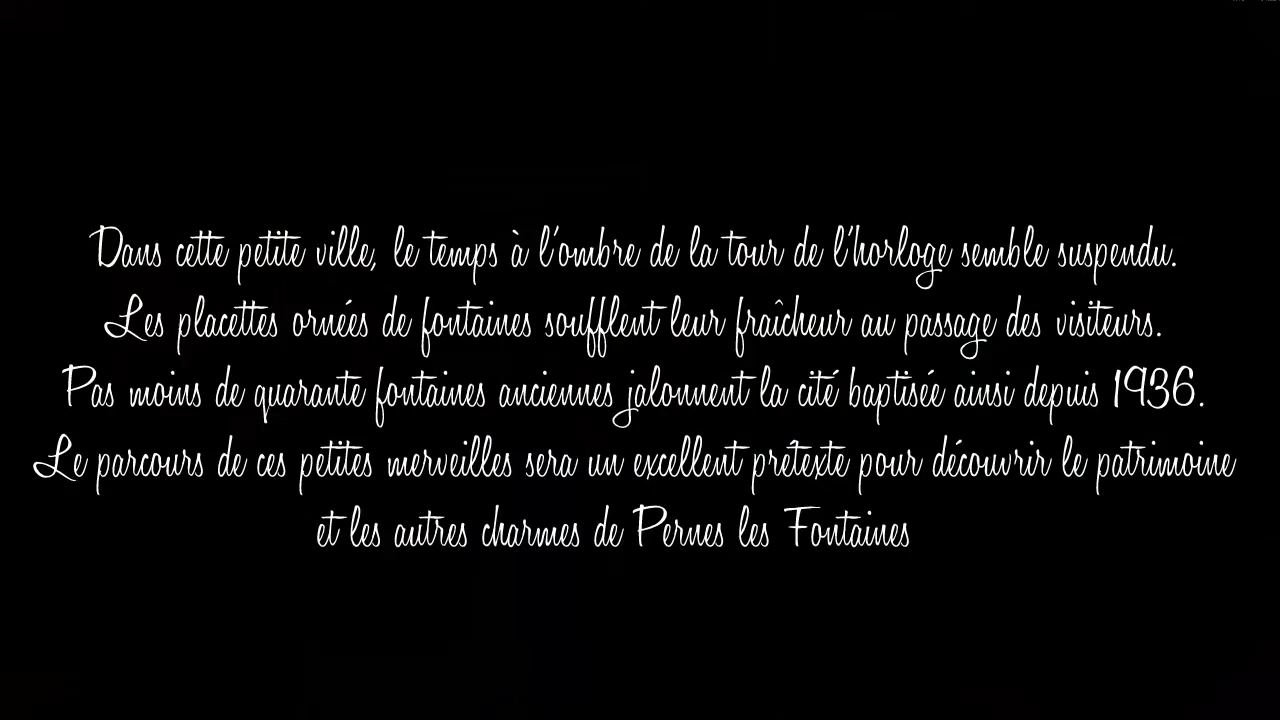 Dans cette petite ville, le temps à l'ombre de la tour de l'horloge semble suspendu.
Les placettes ornées de fontaines soufflent leur fraîcheur au passage des visiteurs.
Pas moins de quarante fontaines anciennes jalonnent la cité baptisée ainsi depuis 1936.
Le parcours de ces petites merveilles sera un excellent prétexte pour découvrir le patrimoine
et les autres charmes de Pernes les Fontaines